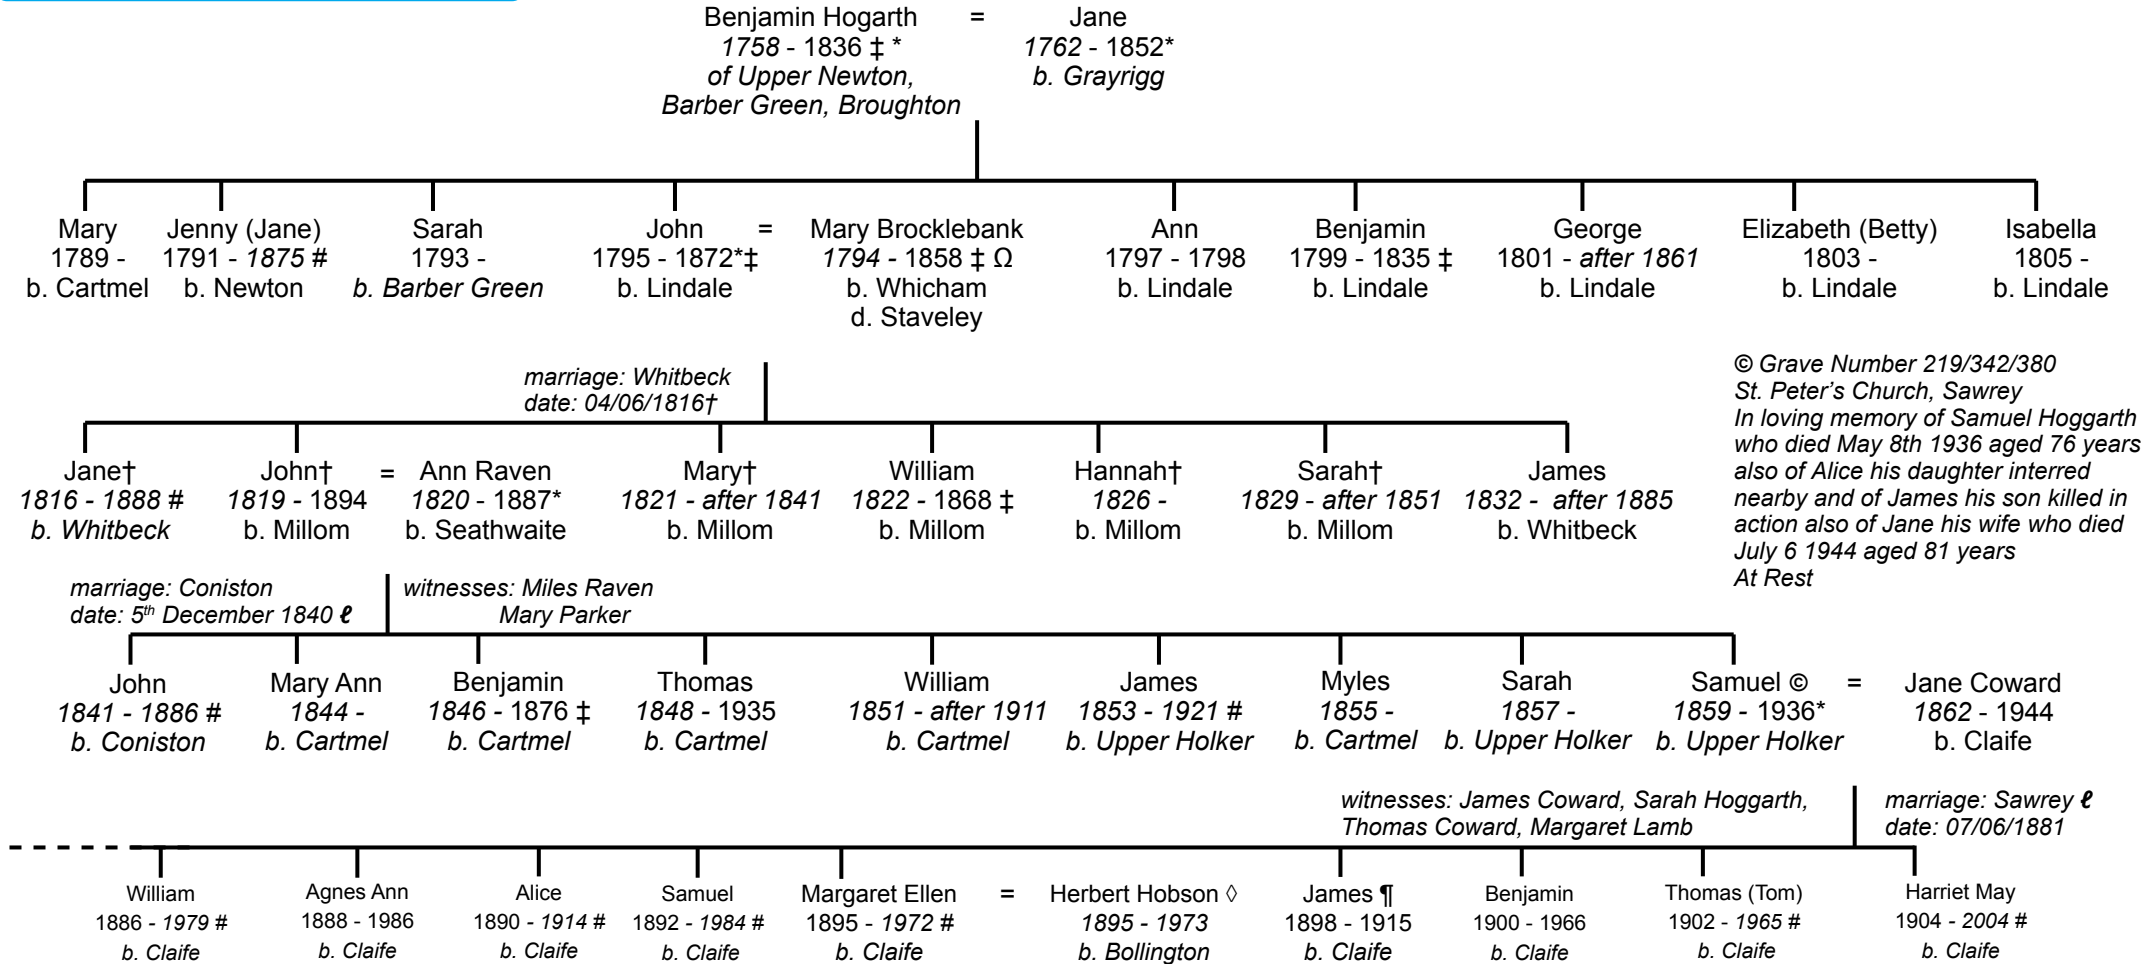 Benjamin Hogarth = Jane
1758 - 1836 ‡ * 1762 - 1852*
of Upper Newton, b. Grayrigg
Barber Green, Broughton
Mary Jenny (Jane) Sarah John = Mary Brocklebank Ann Benjamin George Elizabeth (Betty) Isabella
1789 - 1791 - 1875 # 1793 - 1795 - 1872*‡ 1794 - 1858 ‡ Ω 1797 - 1798 1799 - 1835 ‡ 1801 - after 1861 1803 - 1805 -
b. Cartmel b. Newton b. Barber Green b. Lindale b. Whicham b. Lindale b. Lindale b. Lindale b. Lindale b. Lindale
d. Staveley
marriage: Whitbeck
date: 04/06/1816†
© Grave Number 219/342/380
St. Peter's Church, Sawrey
In loving memory of Samuel Hoggarth
who died May 8th 1936 aged 76 years
also of Alice his daughter interred
nearby and of James his son killed in
action also of Jane his wife who died
July 6 1944 aged 81 years
At Rest
Jane† John† = Ann Raven Mary† William Hannah† Sarah† James
1816 - 1888 # 1819 - 1894 1820 - 1887* 1821 - after 1841 1822 - 1868 ‡ 1826 - 1829 - after 1851 1832 - after 1885
b. Whitbeck b. Millom b. Seathwaite b. Millom b. Millom b. Millom b. Millom b. Whitbeck
marriage: Coniston witnesses: Miles Raven
date: 5th December 1840 ℓ Mary Parker
John Mary Ann Benjamin Thomas William James Myles Sarah Samuel © = Jane Coward
1841 - 1886 # 1844 - 1846 - 1876 ‡ 1848 - 1935 1851 - after 1911 1853 - 1921 # 1855 - 1857 - 1859 - 1936* 1862 - 1944
b. Coniston b. Cartmel b. Cartmel b. Cartmel b. Cartmel b. Upper Holker b. Cartmel b. Upper Holker b. Upper Holker b. Claife
witnesses: James Coward, Sarah Hoggarth, marriage: Sawrey ℓ
Thomas Coward, Margaret Lamb date: 07/06/1881
William Agnes Ann Alice Samuel Margaret Ellen = Herbert Hobson ◊ James ¶ Benjamin Thomas (Tom) Harriet May
1886 - 1979 # 1888 - 1986 1890 - 1914 # 1892 - 1984 # 1895 - 1972 # 1895 - 1973 1898 - 1915 1900 - 1966 1902 - 1965 # 1904 - 2004 #
b. Claife b. Claife b. Claife b. Claife b. Claife b. Bollington b. Claife b. Claife b. Claife b. Claife